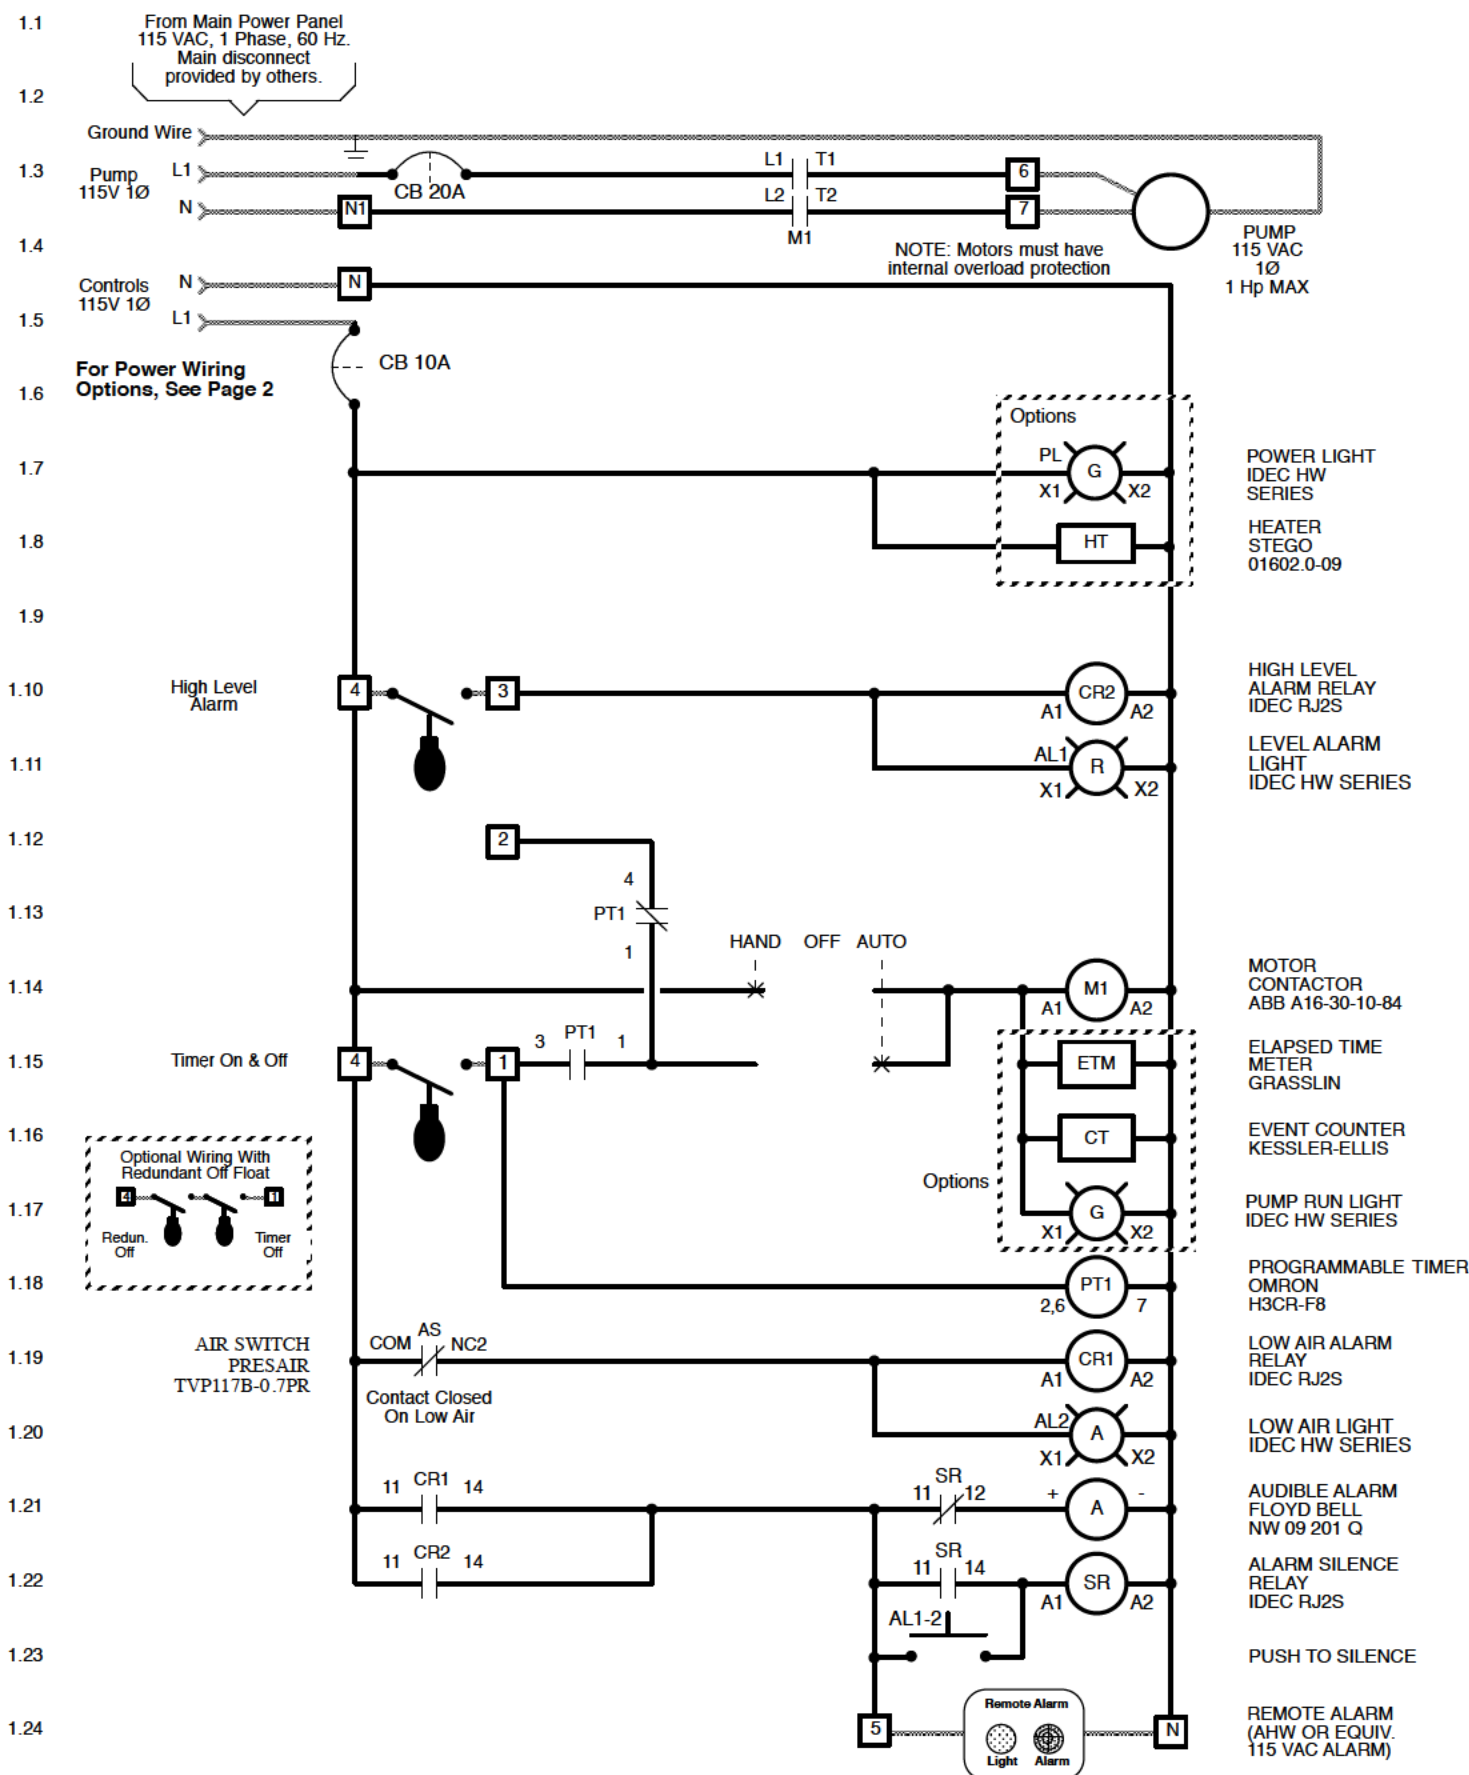 1.1
From Main Power Panel
115 VAC, 1 Phase, 60 Hz.
Main disconnect
provided by others.
1.2
Ground Wire
1.3
Pump
115V 1Ø
L1
CB 20A
L1
T1
6
N
N1
L2
T2
7
M1
1.4
NOTE: Motors must have
internal overload protection
PUMP
115 VAC
1Ø
1 Hp MAX
Controls
115V 1Ø
N
N
1.5
L1
CB 10A
For Power Wiring
Options, See Page 2
1.6
Options
1.7
PL
G
X1
X2
POWER LIGHT
IDEC HW
SERIES
1.8
HT
HEATER
STEGO
01602.0-09
1.9
1.10
High Level
Alarm
4
3
CR2
A1
A2
HIGH LEVEL
ALARM RELAY
IDEC RJ2S
1.11
AL1
R
X1
X2
LEVEL ALARM
LIGHT
IDEC HW SERIES
1.12
2
4
1.13
PT1
1
HAND OFF AUTO
1.14
M1
A1
A2
MOTOR
CONTACTOR
ABB A16-30-10-84
1.15
Timer On & Off
4
1
3
PT1
1
ETM
ELAPSED TIME
METER
GRASSLIN
1.16
CT
EVENT COUNTER
KESSLER-ELLIS
Optional Wiring With
Redundant Off Float
4
1
Redun.
Off
Timer
Off
1.17
Options
G
X1
X2
PUMP RUN LIGHT
IDEC HW SERIES
1.18
PT1
2,6
7
PROGRAMMABLE TIMER
OMRON
H3CR-F8
1.19
AIR SWITCH
PRESAIR
TVP117B-0.7PR
COM
AS
NC2
Contact Closed
On Low Air
CR1
A1
A2
LOW AIR ALARM
RELAY
IDEC RJ2S
1.20
AL2
A
X1
X2
LOW AIR LIGHT
IDEC HW SERIES
1.21
11
CR1
14
SR
11
12
+
A
-
AUDIBLE ALARM
FLOYD BELL
NW 09 201 Q
1.22
11
CR2
14
SR
11
14
SR
A1
A2
ALARM SILENCE
RELAY
IDEC RJ2S
1.23
AL1-2
PUSH TO SILENCE
1.24
5
Remote Alarm
Light
Alarm
N
REMOTE ALARM
(AHW OR EQUIV.
115 VAC ALARM)